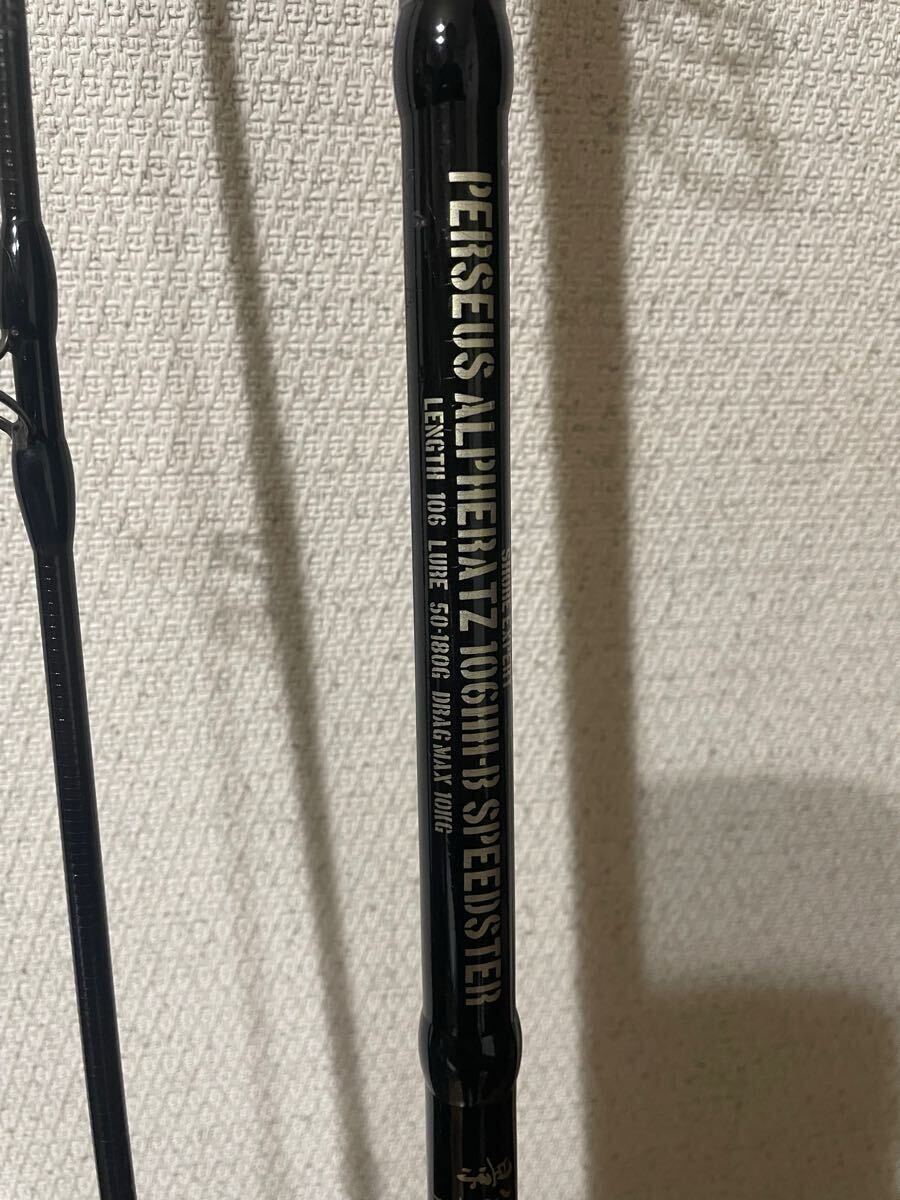 SHORE EXPERT
PERSEUS ALPHERATZ 106HH-B SPEEDSTER
LENGTH 106 LURE 50-180G DRAG MAX 10KG